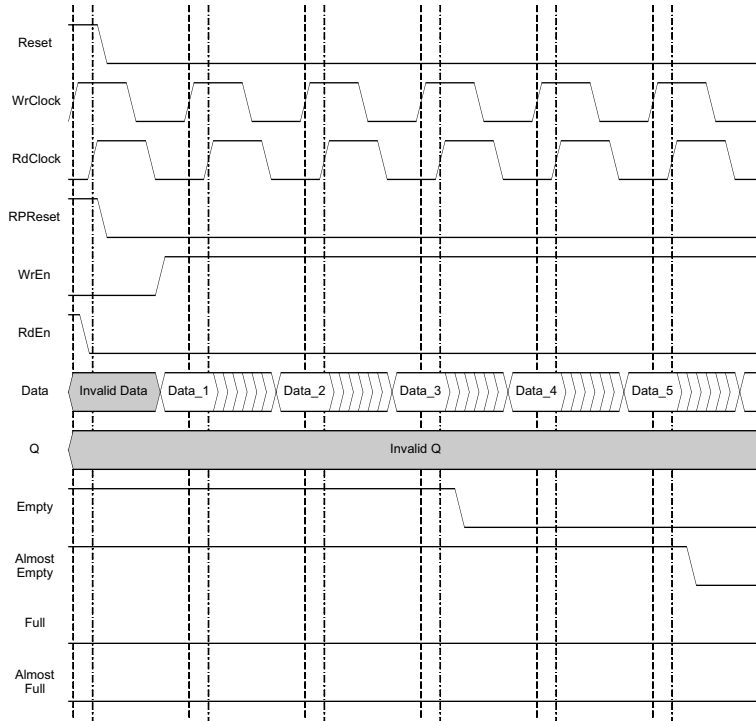 Reset
WrClock
RdClock
RPReset
WrEn
RdEn
Data
Invalid Data
Data_1
Data_2
Data_3
Data_4
Data_5
Q
Invalid Q
Empty
Almost
Empty
Full
Almost
Full